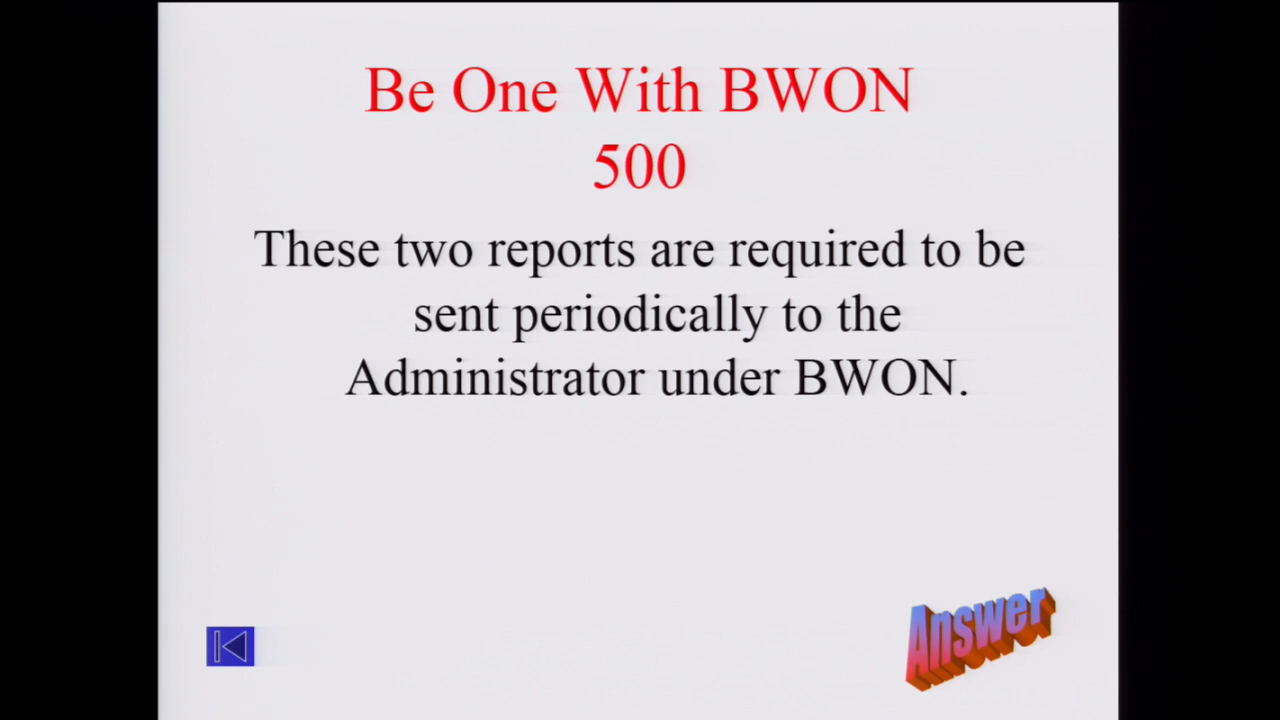 Be One With BWON
500
These two reports are required to be
sent periodically to the
Administrator under BWON.
Answer